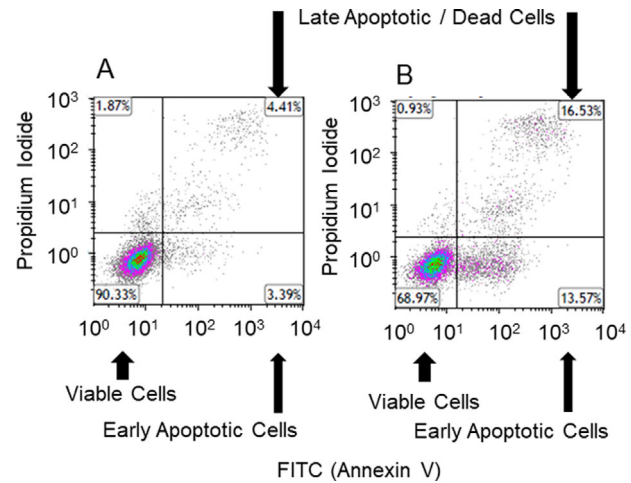 Late Apoptotic / Dead Cells
A
B
10³
1.87%
4.41%
10²
10¹
10⁰
90.33%
3.39%
10⁰ 10¹ 10² 10³ 10⁴
Propidium Iodide
10³
0.93%
16.53%
10²
10¹
10⁰
68.97%
13.57%
10⁰ 10¹ 10² 10³ 10⁴
Propidium Iodide
Viable Cells
Early Apoptotic Cells
Viable Cells
Early Apoptotic Cells
FITC (Annexin V)